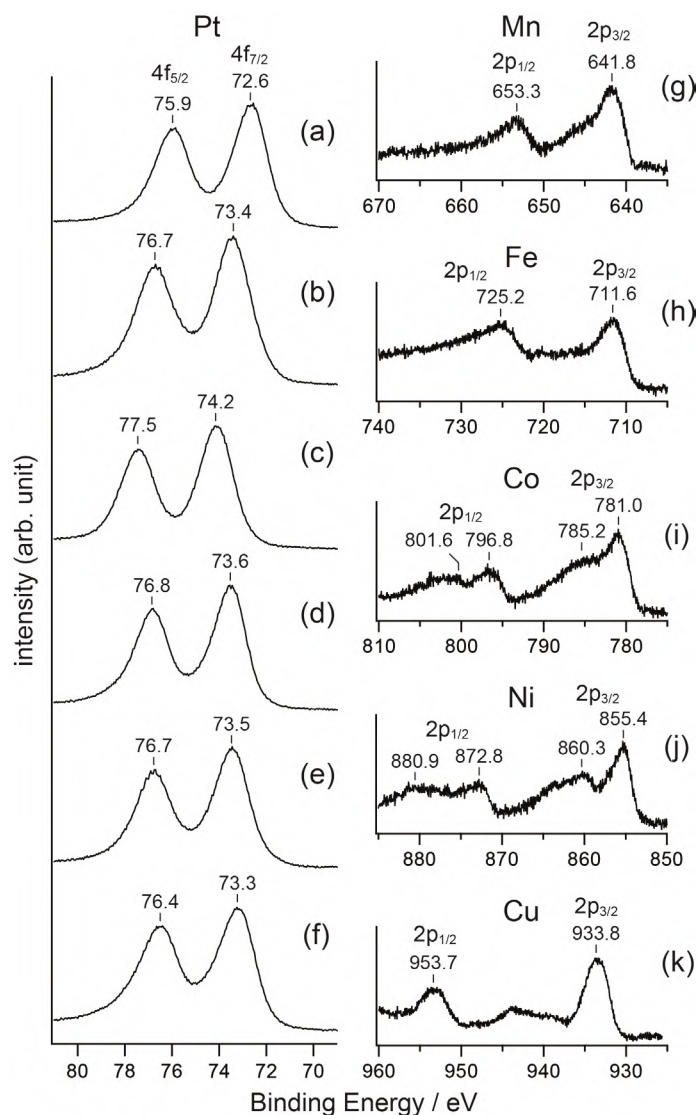 Pt
4f5/2
75.9
4f7/2
72.6
(a)
76.7
73.4
(b)
77.5
74.2
(c)
76.8
73.6
(d)
76.7
73.5
(e)
76.4
73.3
(f)
80 78 76 74 72 70
intensity (arb. unit)
Mn
2p1/2
653.3
2p3/2
641.8
(g)
670 660 650 640
Fe
2p1/2
725.2
2p3/2
711.6
(h)
740 730 720 710
Co
2p1/2
801.6 796.8
2p3/2
785.2 781.0
(i)
810 800 790 780
Ni
2p1/2
880.9 872.8
2p3/2
860.3 855.4
(j)
880 870 860 850
Cu
2p1/2
953.7
2p3/2
933.8
(k)
960 950 940 930
Binding Energy / eV